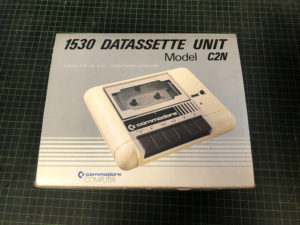 1530 DATASSETTE UNIT
Model C2N
commodore
commodore
COMPUTER